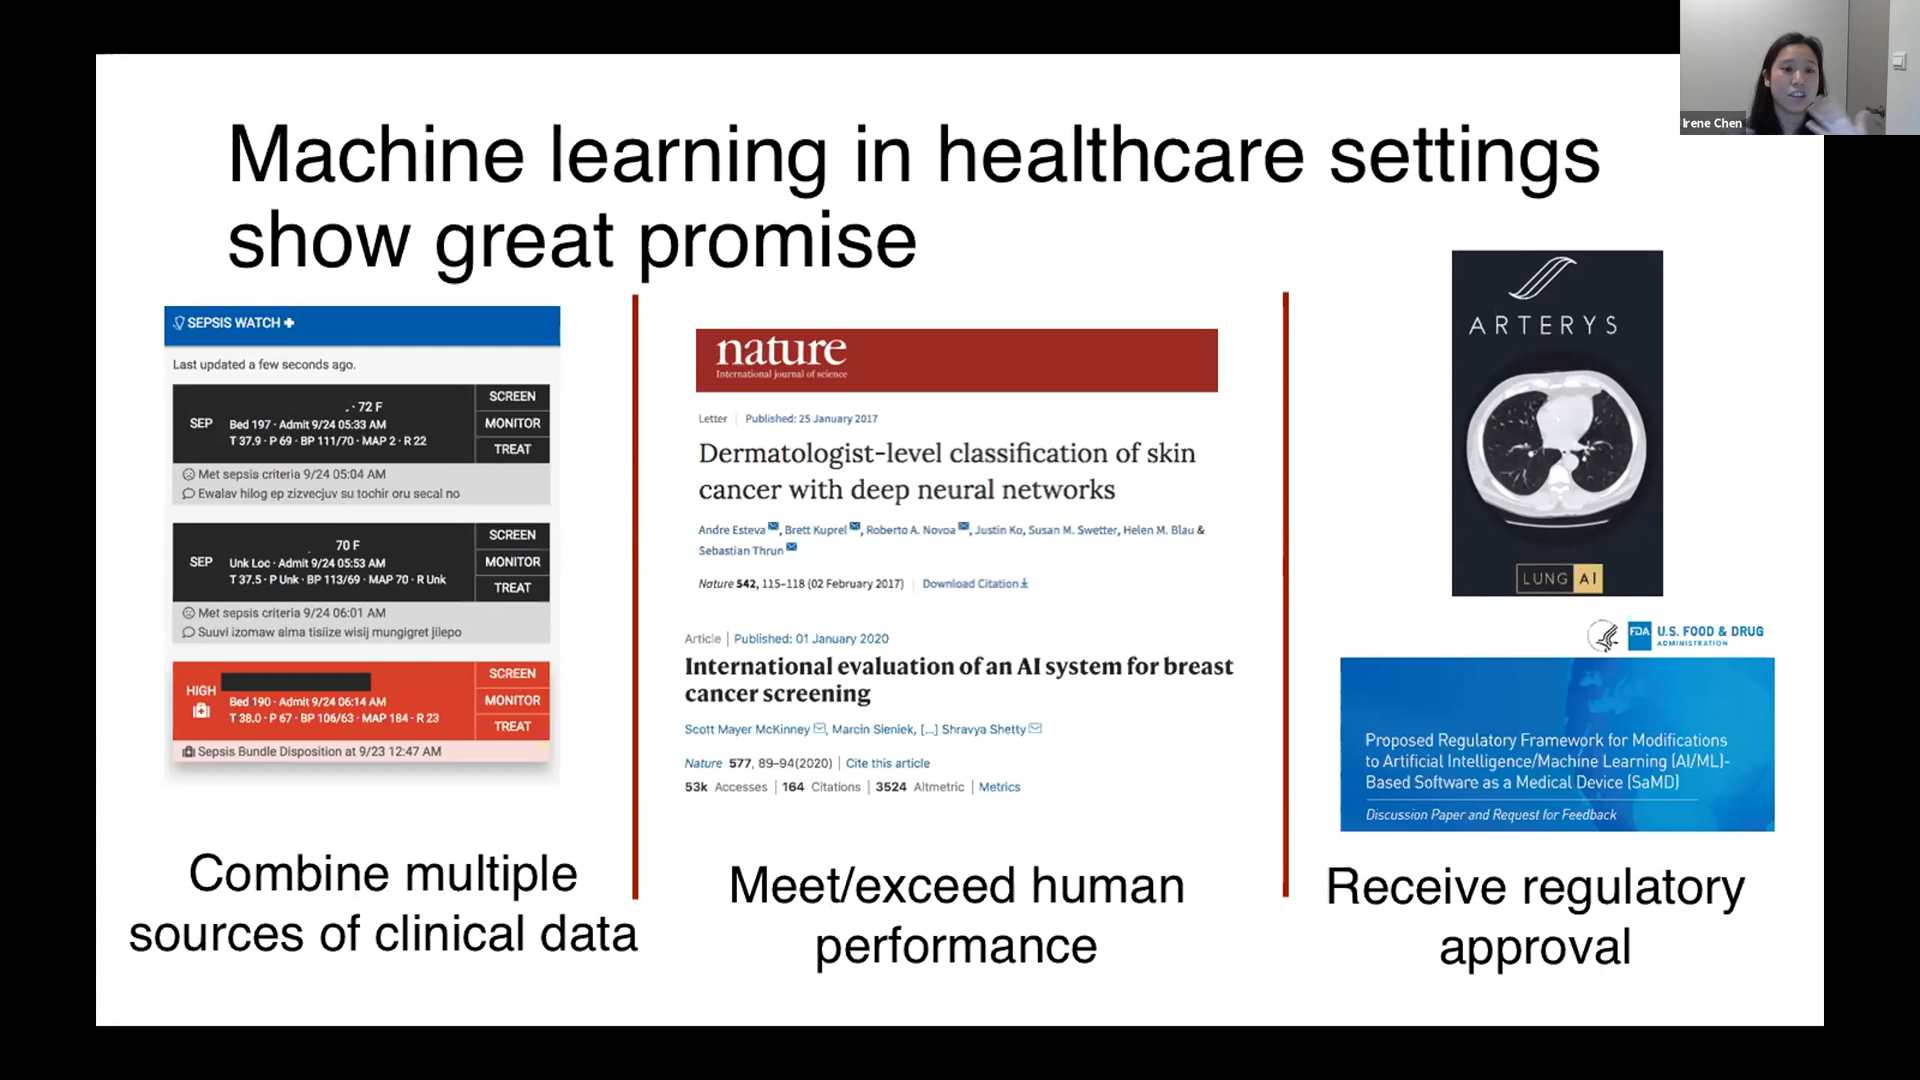 Irene Chen
Machine learning in healthcare settings
show great promise
SEPSIS WATCH
Last updated a few seconds ago.
SEP
72 F
Bed 197 · Admit 9/24 05:33 AM
T 37.9 · P 69 · BP 111/70 · MAP 2 · R 22
SCREEN
MONITOR
TREAT
Met sepsis criteria 9/24 05:04 AM
Ewalav hilog ep zizvecjuv su tochir oru secal no
SEP
70 F
Unk Loc · Admit 9/24 05:53 AM
T 37.5 · P Unk · BP 113/69 · MAP 70 · R Unk
SCREEN
MONITOR
TREAT
Met sepsis criteria 9/24 06:01 AM
Suuvi izomaw alma tisiize wisij mungigret jilepo
HIGH
Bed 190 · Admit 9/24 06:14 AM
T 38.0 · P 67 · BP 106/63 · MAP 184 · R 23
SCREEN
MONITOR
TREAT
Sepsis Bundle Disposition at 9/23 12:47 AM
Combine multiple
sources of clinical data
nature
International journal of science
Letter | Published: 25 January 2017
Dermatologist-level classification of skin
cancer with deep neural networks
Andre Esteva, Brett Kuprel, Roberto A. Novoa, Justin Ko, Susan M. Swetter, Helen M. Blau &
Sebastian Thrun
Nature 542, 115–118 (02 February 2017) | Download Citation
Article | Published: 01 January 2020
International evaluation of an AI system for breast
cancer screening
Scott Mayer McKinney, Marcin Sieniek, [...] Shravya Shetty
Nature 577, 89–94(2020) | Cite this article
53k Accesses | 164 Citations | 3524 Altmetric | Metrics
Meet/exceed human
performance
ARTERYS
LUNG AI
FDA U.S. FOOD & DRUG
ADMINISTRATION
Proposed Regulatory Framework for Modifications
to Artificial Intelligence/Machine Learning (AI/ML)-
Based Software as a Medical Device (SaMD)
Discussion Paper and Request for Feedback
Receive regulatory
approval